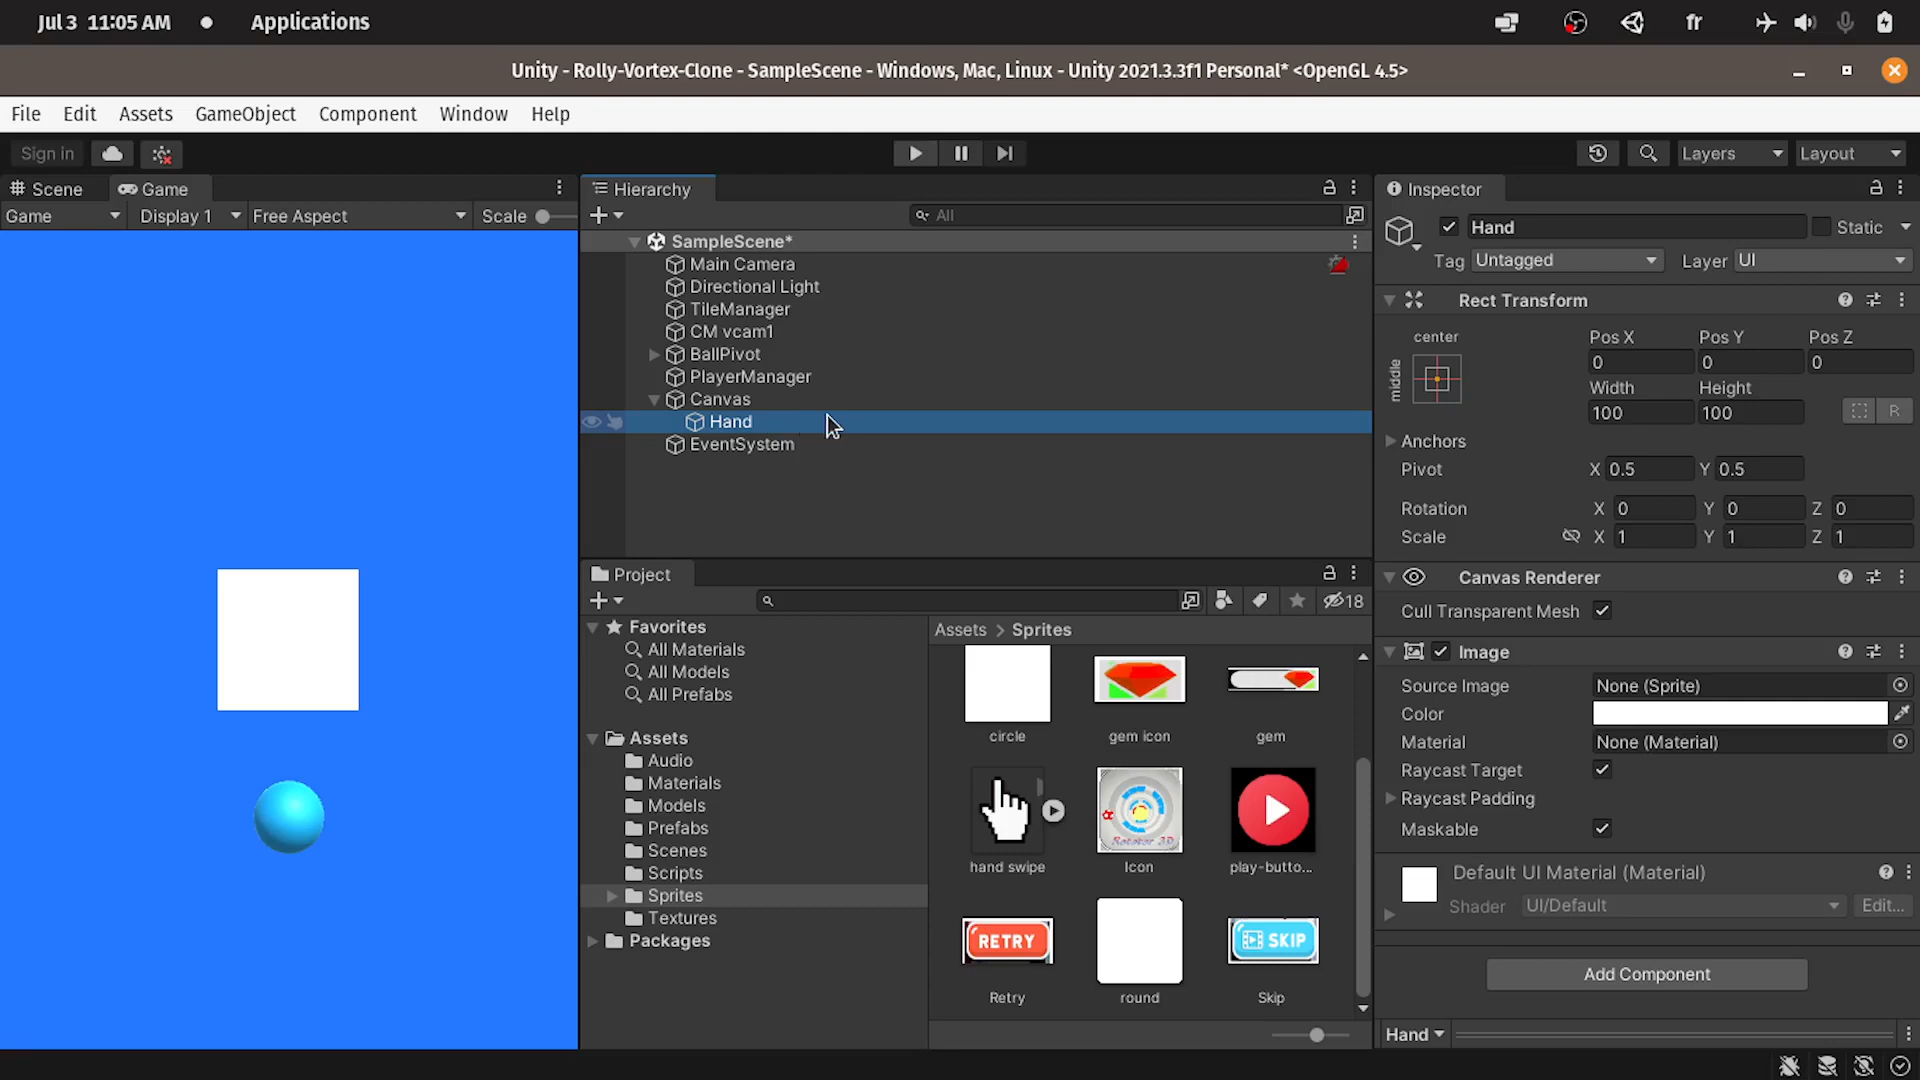 Jul 3 11:05 AM
Applications
fr
Unity - Rolly-Vortex-Clone - SampleScene - Windows, Mac, Linux - Unity 2021.3.3f1 Personal* <OpenGL 4.5>
File Edit Assets GameObject Component Window Help
Sign in
Layers
Layout
Scene
Game
Game
Display 1
Free Aspect
Scale
Hierarchy
All
SampleScene*
Main Camera
Directional Light
TileManager
CM vcam1
BallPivot
PlayerManager
Canvas
Hand
EventSystem
Project
18
Favorites
All Materials
All Models
All Prefabs
Assets
Audio
Materials
Models
Prefabs
Scenes
Scripts
Sprites
Textures
Packages
Assets > Sprites
circle
gem icon
gem
Rotator 3D
hand swipe
Icon
play-butto...
RETRY
SKIP
Retry
round
Skip
Inspector
Hand
Static
Tag Untagged
Layer UI
Rect Transform
center
middle
Pos X Pos Y Pos Z
0 0 0
Width Height
100 100
R
Anchors
Pivot X 0.5 Y 0.5
Rotation X 0 Y 0 Z 0
Scale X 1 Y 1 Z 1
Canvas Renderer
Cull Transparent Mesh
Image
Source Image None (Sprite)
Color
Material None (Material)
Raycast Target
Raycast Padding
Maskable
Default UI Material (Material)
Shader UI/Default Edit...
Add Component
Hand